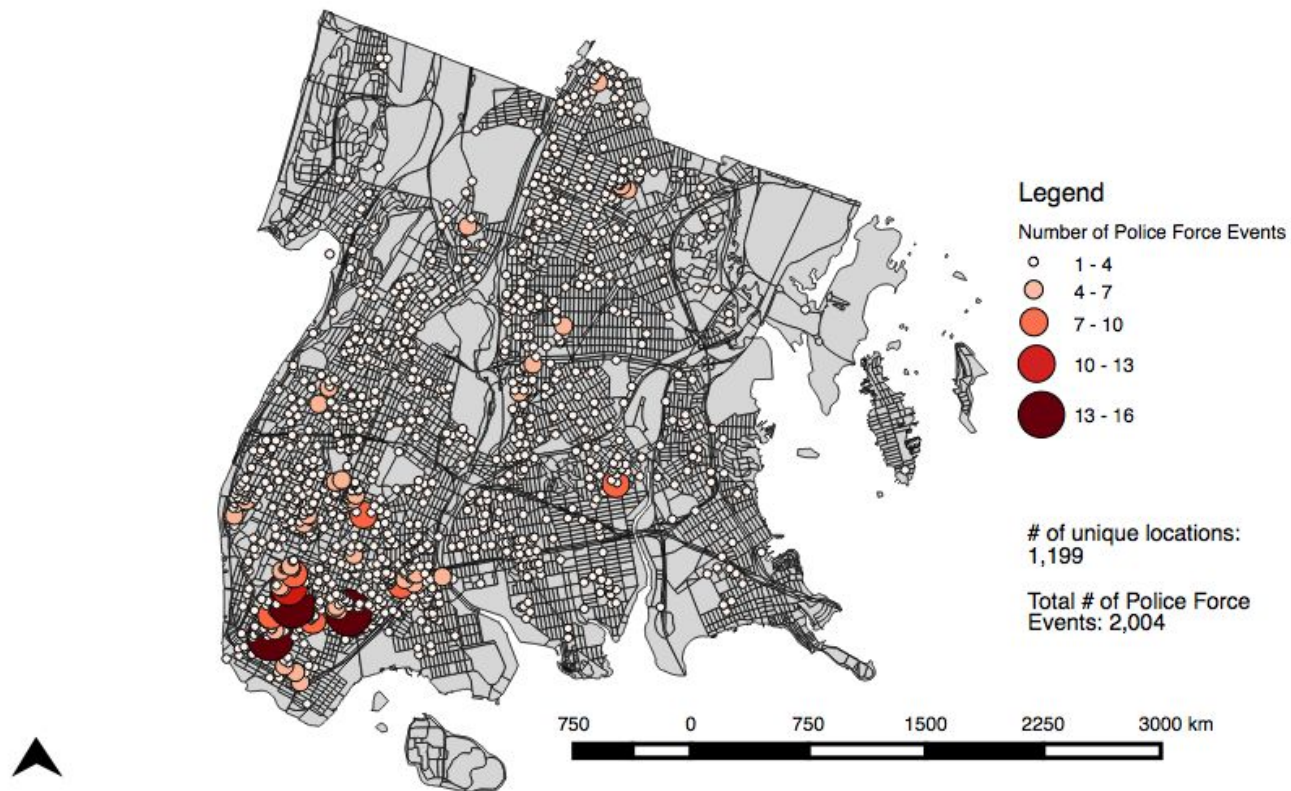 Legend
Number of Police Force Events
1 - 4
4 - 7
7 - 10
10 - 13
13 - 16
# of unique locations:
1,199
Total # of Police Force
Events: 2,004
750 0 750 1500 2250 3000 km